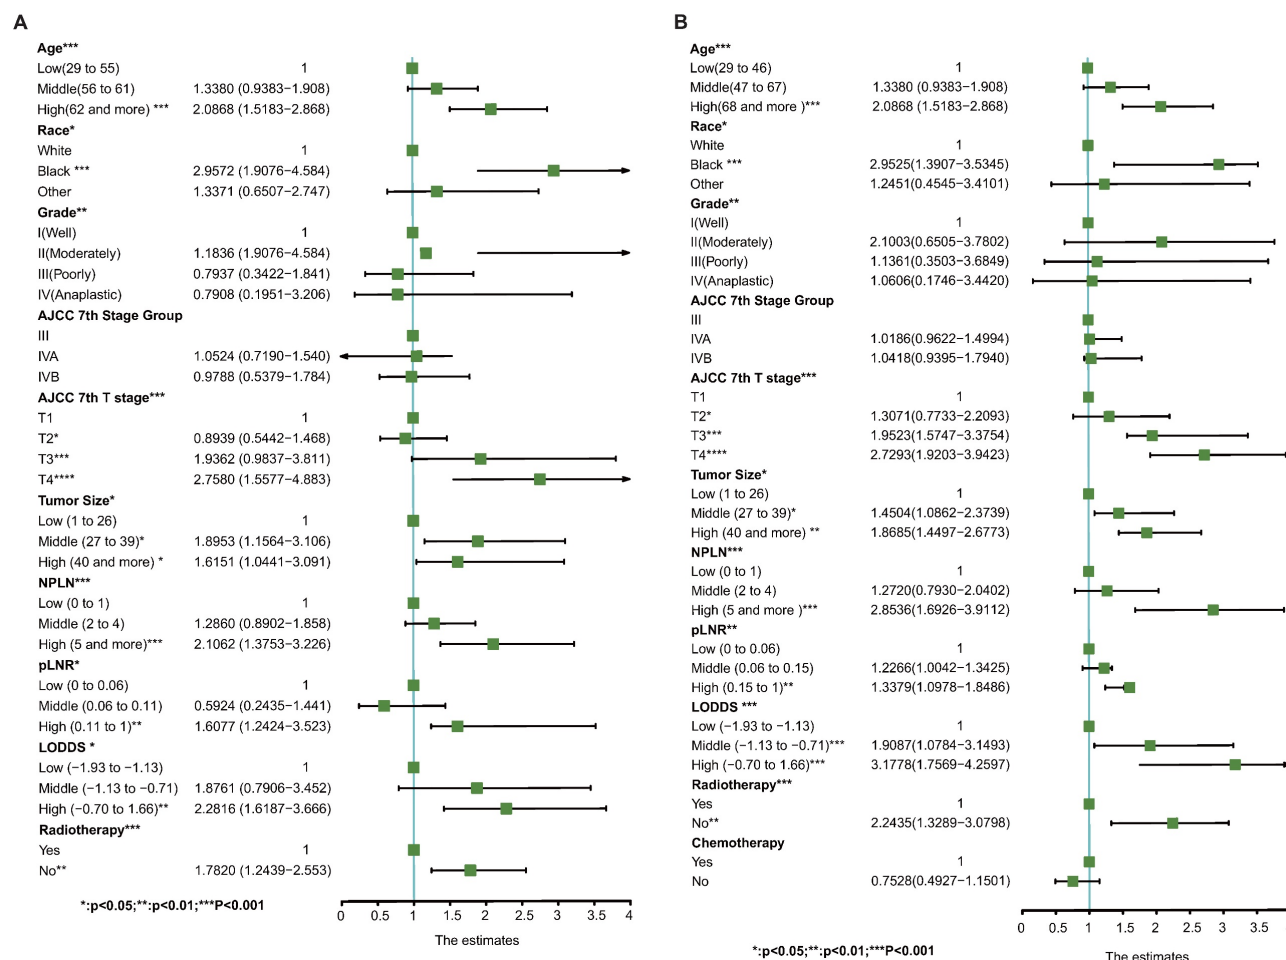 A
Age***
Low(29 to 55) 1
Middle(56 to 61) 1.3380 (0.9383−1.908)
High(62 and more) *** 2.0868 (1.5183−2.868)
Race*
White 1
Black *** 2.9572 (1.9076−4.584)
Other 1.3371 (0.6507−2.747)
Grade**
I(Well) 1
II(Moderately) 1.1836 (1.9076−4.584)
III(Poorly) 0.7937 (0.3422−1.841)
IV(Anaplastic) 0.7908 (0.1951−3.206)
AJCC 7th Stage Group
III
IVA 1.0524 (0.7190−1.540)
IVB 0.9788 (0.5379−1.784)
AJCC 7th T stage***
T1 1
T2* 0.8939 (0.5442−1.468)
T3*** 1.9362 (0.9837−3.811)
T4**** 2.7580 (1.5577−4.883)
Tumor Size*
Low (1 to 26) 1
Middle (27 to 39)* 1.8953 (1.1564−3.106)
High (40 and more) * 1.6151 (1.0441−3.091)
NPLN***
Low (0 to 1) 1
Middle (2 to 4) 1.2860 (0.8902−1.858)
High (5 and more)*** 2.1062 (1.3753−3.226)
pLNR*
Low (0 to 0.06) 1
Middle (0.06 to 0.11) 0.5924 (0.2435−1.441)
High (0.11 to 1)** 1.6077 (1.2424−3.523)
LODDS *
Low (−1.93 to −1.13) 1
Middle (−1.13 to −0.71) 1.8761 (0.7906−3.452)
High (−0.70 to 1.66)** 2.2816 (1.6187−3.666)
Radiotherapy***
Yes 1
No** 1.7820 (1.2439−2.553)
*:p<0.05;**:p<0.01;***P<0.001
0 0.5 1 1.5 2 2.5 3 3.5 4
The estimates
B
Age***
Low(29 to 46) 1
Middle(47 to 67) 1.3380 (0.9383−1.908)
High(68 and more )*** 2.0868 (1.5183−2.868)
Race*
White 1
Black *** 2.9525(1.3907−3.5345)
Other 1.2451(0.4545−3.4101)
Grade**
I(Well) 1
II(Moderately) 2.1003(0.6505−3.7802)
III(Poorly) 1.1361(0.3503−3.6849)
IV(Anaplastic) 1.0606(0.1746−3.4420)
AJCC 7th Stage Group
III
IVA 1.0186(0.9622−1.4994)
IVB 1.0418(0.9395−1.7940)
AJCC 7th T stage***
T1 1
T2* 1.3071(0.7733−2.2093)
T3*** 1.9523(1.5747−3.3754)
T4**** 2.7293(1.9203−3.9423)
Tumor Size*
Low (1 to 26) 1
Middle (27 to 39)* 1.4504(1.0862−2.3739)
High (40 and more) ** 1.8685(1.4497−2.6773)
NPLN***
Low (0 to 1) 1
Middle (2 to 4) 1.2720(0.7930−2.0402)
High (5 and more )*** 2.8536(1.6926−3.9112)
pLNR**
Low (0 to 0.06) 1
Middle (0.06 to 0.15) 1.2266(1.0042−1.3425)
High (0.15 to 1)** 1.3379(1.0978−1.8486)
LODDS ***
Low (−1.93 to −1.13) 1
Middle (−1.13 to −0.71)*** 1.9087(1.0784−3.1493)
High (−0.70 to 1.66)*** 3.1778(1.7569−4.2597)
Radiotherapy***
Yes 1
No** 2.2435(1.3289−3.0798)
Chemotherapy
Yes 1
No 0.7528(0.4927−1.1501)
0 0.5 1 1.5 2 2.5 3 3.5
*:p<0.05;**:p<0.01;***P<0.001
The estimates